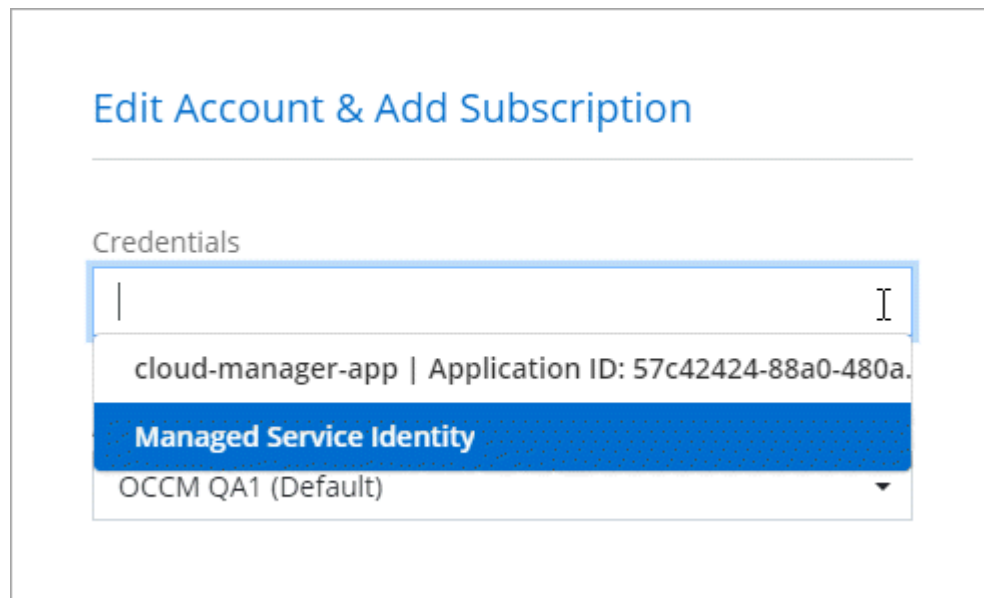 Edit Account & Add Subscription
Credentials
cloud-manager-app | Application ID: 57c42424-88a0-480a.
Managed Service Identity
OCCM QA1 (Default)